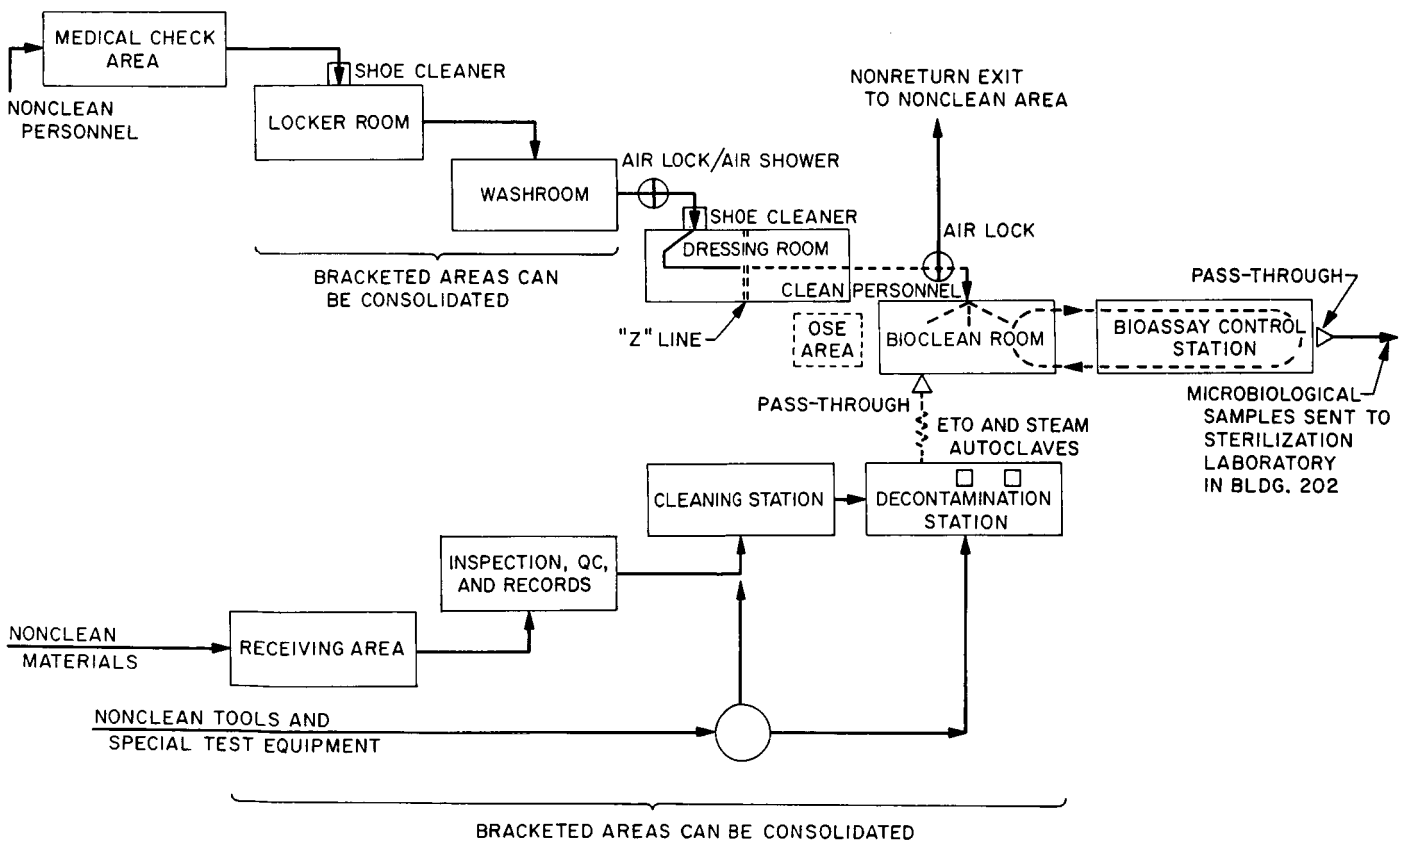 MEDICAL CHECK
AREA
NONCLEAN
PERSONNEL
SHOE CLEANER
LOCKER ROOM
WASHROOM
AIR LOCK/AIR SHOWER
SHOE CLEANER
DRESSING ROOM
BRACKETED AREAS CAN
BE CONSOLIDATED
"Z" LINE
NONRETURN EXIT
TO NONCLEAN AREA
AIR LOCK
CLEAN PERSONNEL
OSE
AREA
BIOCLEAN ROOM
PASS-THROUGH
BIOASSAY CONTROL
STATION
MICROBIOLOGICAL
SAMPLES SENT TO
STERILIZATION
LABORATORY
IN BLDG. 202
PASS-THROUGH
ETO AND STEAM
AUTOCLAVES
CLEANING STATION
DECONTAMINATION
STATION
INSPECTION, QC,
AND RECORDS
NONCLEAN
MATERIALS
RECEIVING AREA
NONCLEAN TOOLS AND
SPECIAL TEST EQUIPMENT
BRACKETED AREAS CAN BE CONSOLIDATED